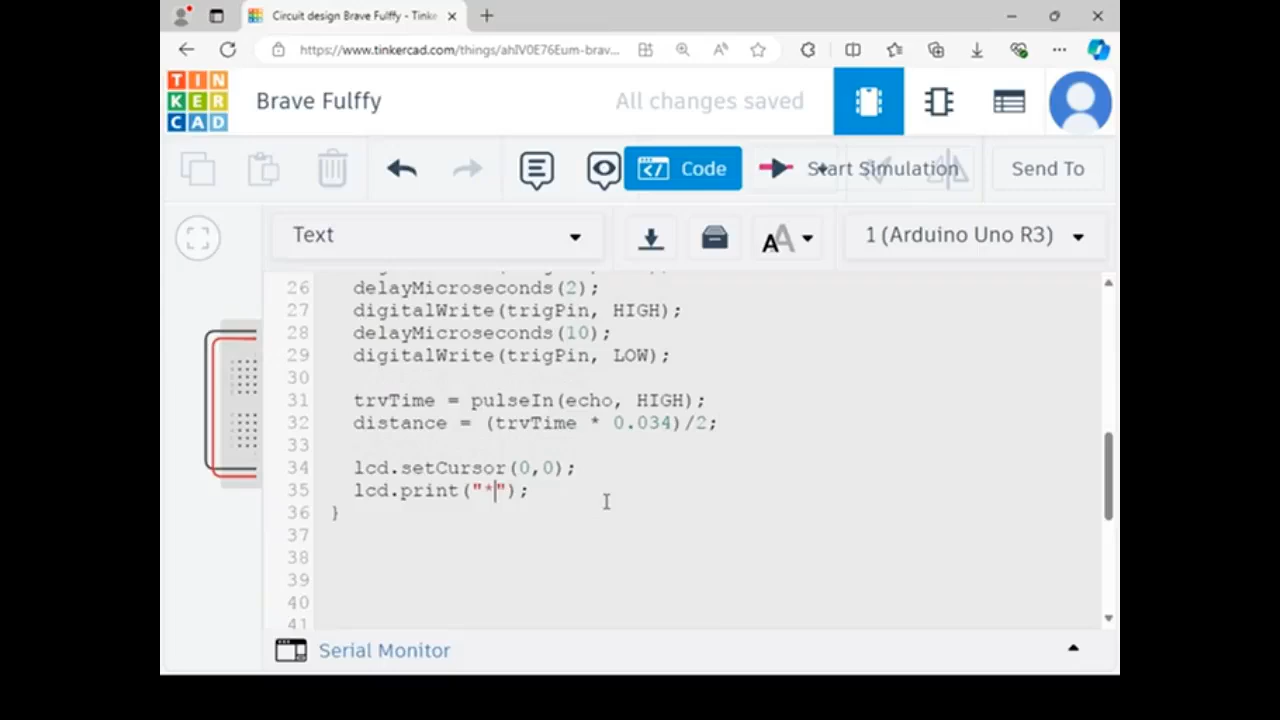 Circuit design Brave Fulffy - Tinke
https://www.tinkercad.com/things/ahIV0E76Eum-brav...
TIN
KER
CAD
Brave Fulffy
All changes saved
Code
Start Simulation
Send To
Text
AA
1 (Arduino Uno R3)
26 delayMicroseconds(2);
27 digitalWrite(trigPin, HIGH);
28 delayMicroseconds(10);
29 digitalWrite(trigPin, LOW);
30
31 trvTime = pulseIn(echo, HIGH);
32 distance = (trvTime * 0.034)/2;
33
34 lcd.setCursor(0,0);
35 lcd.print("*");
36 }
37
38
39
40
41
Serial Monitor